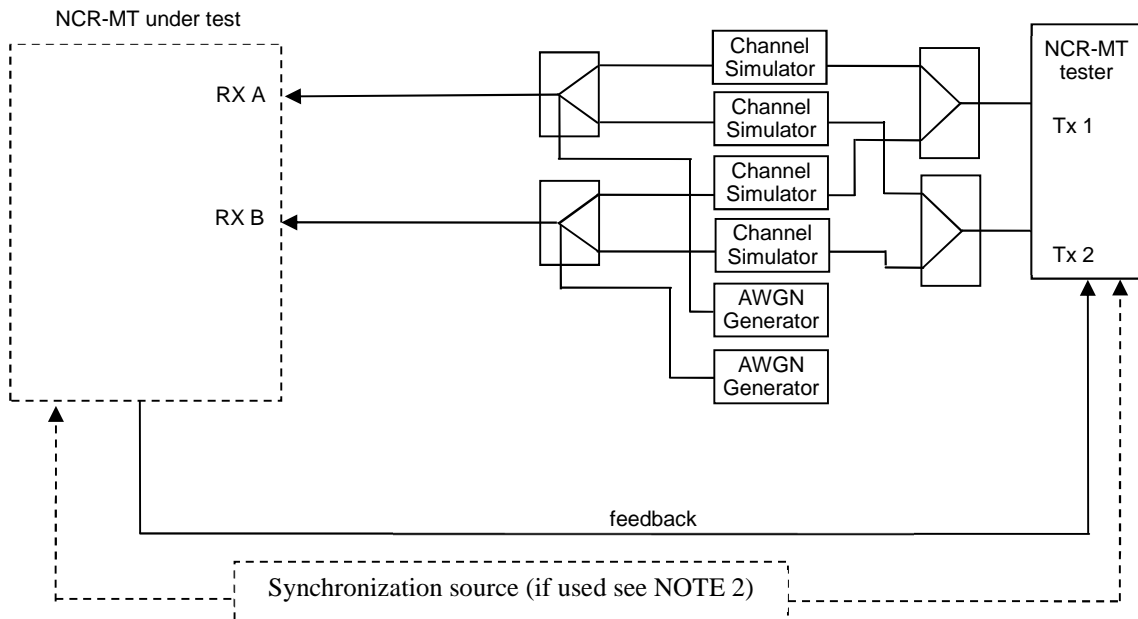 NCR-MT under test
RX A
RX B
Channel
Simulator
Channel
Simulator
Channel
Simulator
Channel
Simulator
AWGN
Generator
AWGN
Generator
NCR-MT
tester
Tx 1
Tx 2
feedback
Synchronization source (if used see NOTE 2)